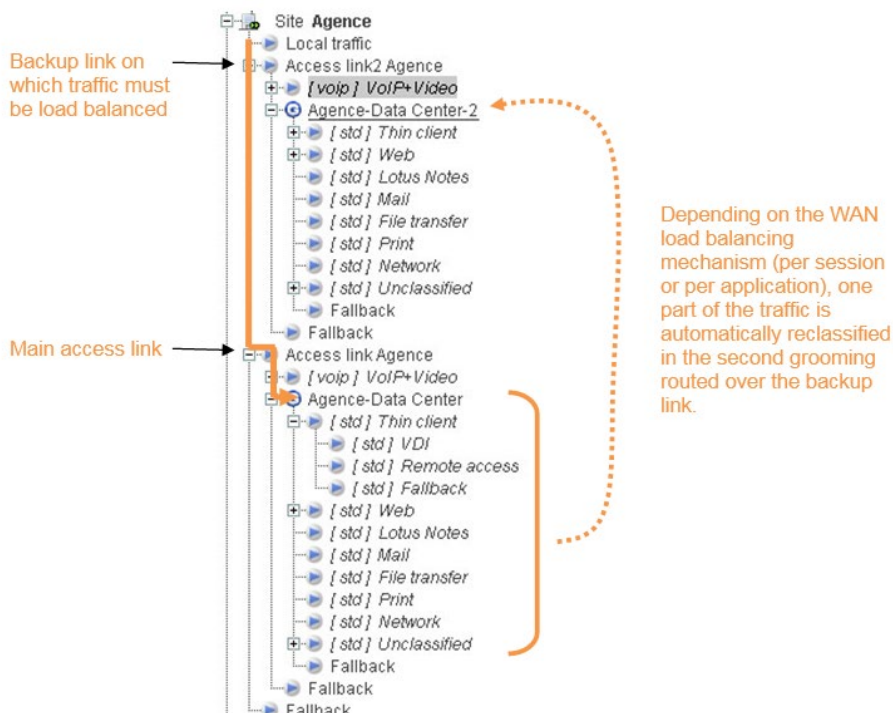 Site Agence
Local traffic
Backup link on
which traffic must
be load balanced
Access link2 Agence
[ voip ] VoIP+Video
Agence-Data Center-2
[ std ] Thin client
[ std ] Web
[ std ] Lotus Notes
[ std ] Mail
[ std ] File transfer
[ std ] Print
[ std ] Network
[ std ] Unclassified
Fallback
Fallback
Main access link
Access link Agence
[ voip ] VoIP+Video
Agence-Data Center
[ std ] Thin client
[ std ] VDI
[ std ] Remote access
[ std ] Fallback
[ std ] Web
[ std ] Lotus Notes
[ std ] Mail
[ std ] File transfer
[ std ] Print
[ std ] Network
[ std ] Unclassified
Fallback
Fallback
Fallback
Depending on the WAN
load balancing
mechanism (per session
or per application), one
part of the traffic is
automatically reclassified
in the second grooming
routed over the backup
link.